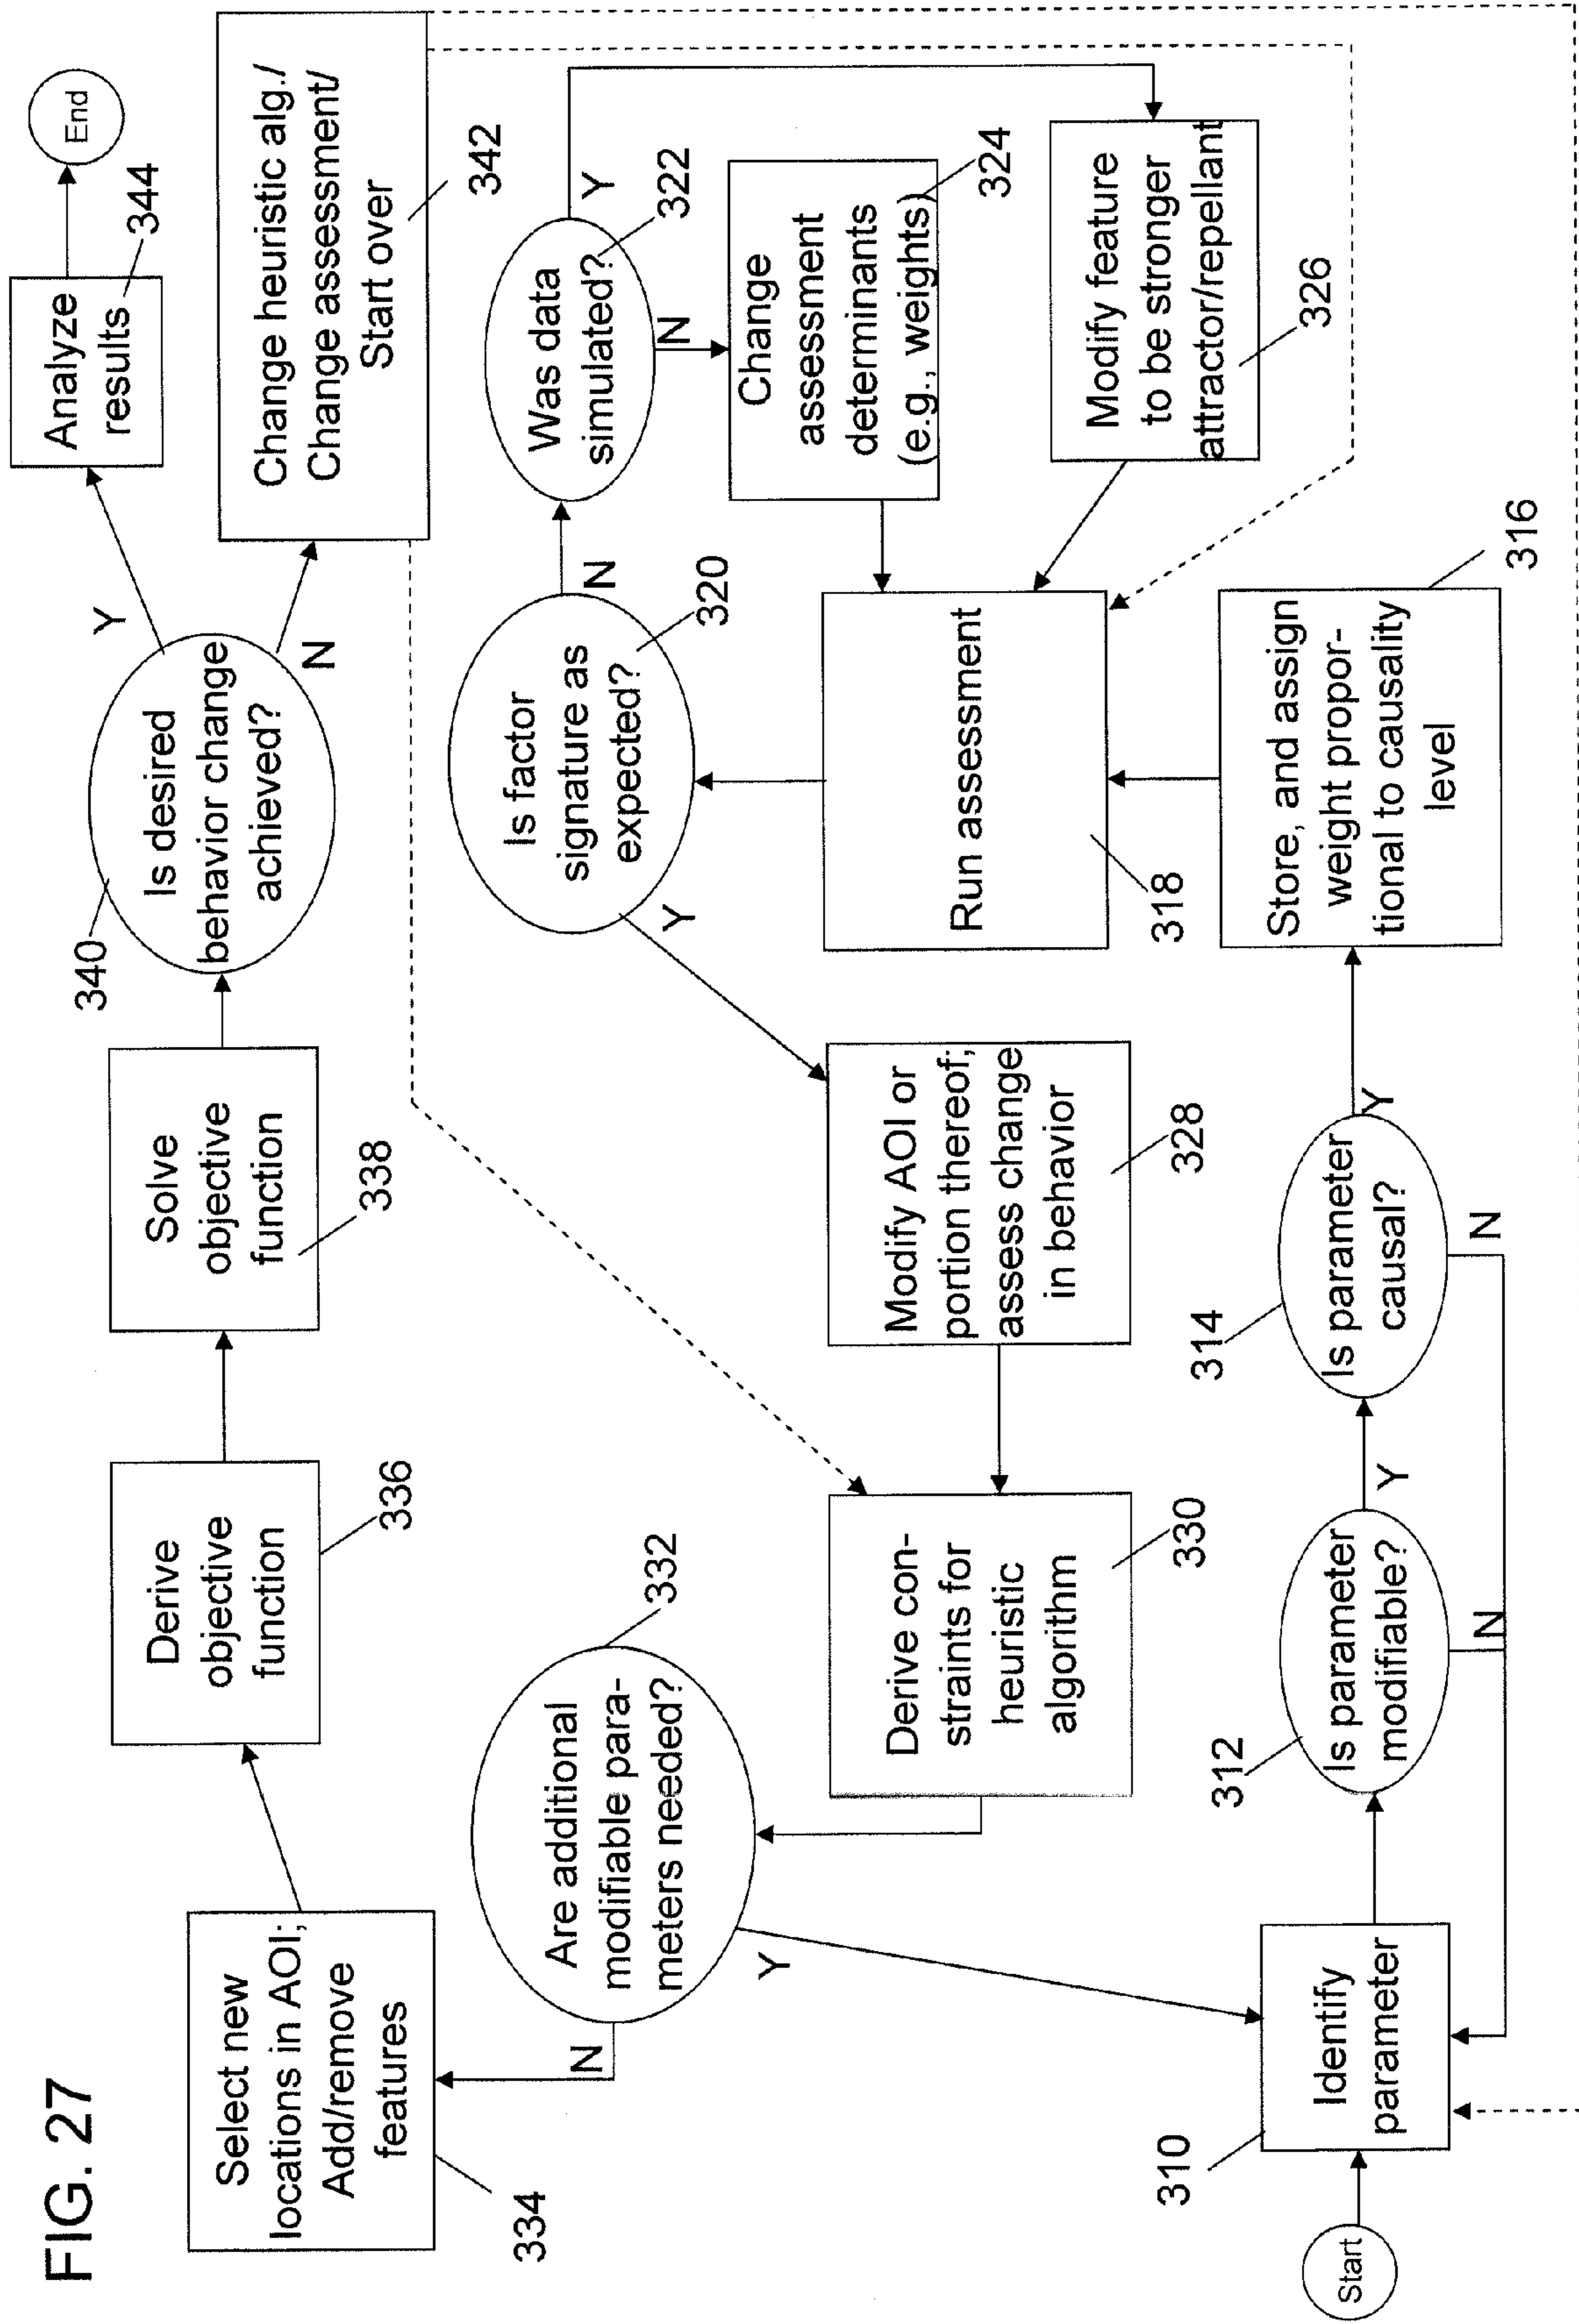 FIG. 27
Select new
locations in AOI;
Add/remove
features
334
Derive
objective
function
336
Solve
objective
function
338
340
Is desired
behavior change
achieved?
Y
N
Analyze
results
344
End
Change heuristic alg./
Change assessment/
Start over
342
Are additional
modifiable para-
meters needed?
332
N
Y
Is factor
signature as
expected?
320
Y
N
Was data
simulated?
322
Y
N
Derive con-
straints for
heuristic
algorithm
330
Modify AOI or
portion thereof;
assess change
in behavior
328
Run assessment
318
Change
assessment
determinants
(e.g., weights)
324
Modify feature
to be stronger
attractor/repellant
326
Start
310
Identify
parameter
312
Is parameter
modifiable?
Y
N
314
Is parameter
causal?
Y
N
Store, and assign
weight propor-
tional to causality
level
316